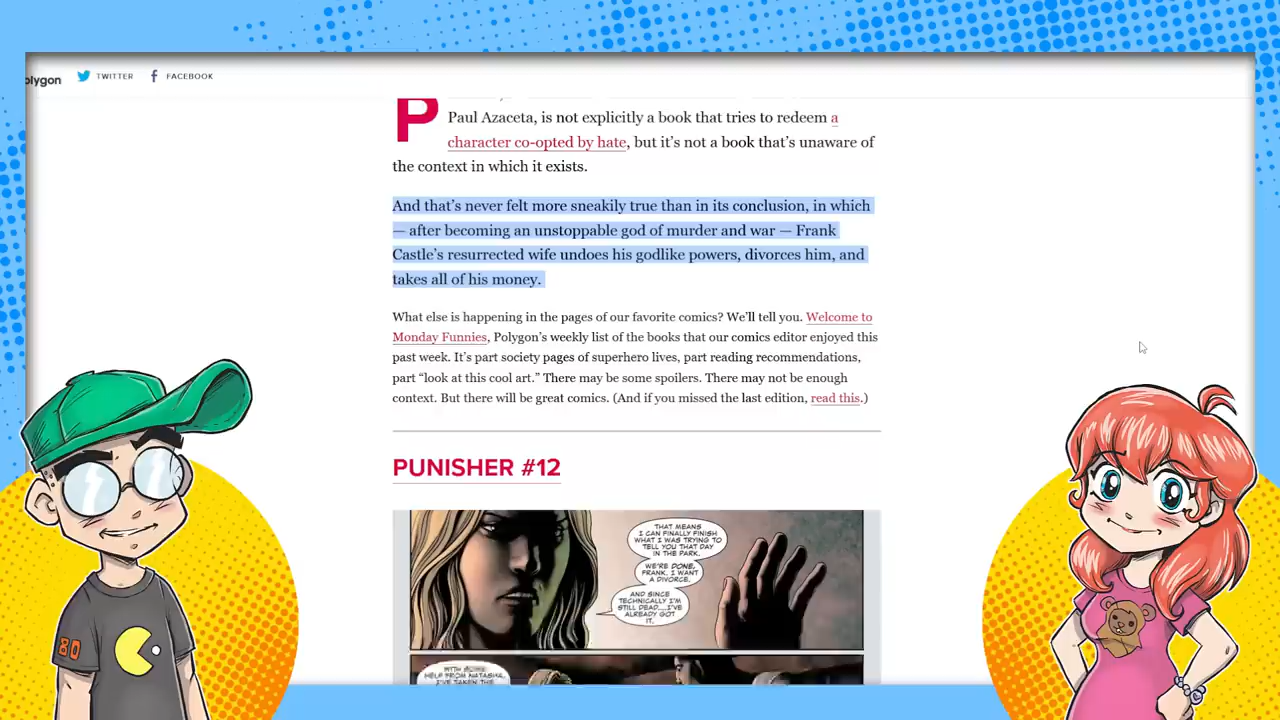 olygon TWITTER FACEBOOK
P
Paul Azaceta, is not explicitly a book that tries to redeem a
character co-opted by hate, but it's not a book that's unaware of
the context in which it exists.
And that's never felt more sneakily true than in its conclusion, in which
— after becoming an unstoppable god of murder and war — Frank
Castle's resurrected wife undoes his godlike powers, divorces him, and
takes all of his money.
What else is happening in the pages of our favorite comics? We'll tell you. Welcome to
Monday Funnies, Polygon's weekly list of the books that our comics editor enjoyed this
past week. It's part society pages of superhero lives, part reading recommendations,
part "look at this cool art." There may be some spoilers. There may not be enough
context. But there will be great comics. (And if you missed the last edition, read this.)
PUNISHER #12
THAT MEANS
I CAN FINALLY FINISH
WHAT I WAS TRYING TO
TELL YOU THAT DAY
IN THE PARK.
WE'RE DONE,
FRANK. I WANT
A DIVORCE.
AND SINCE
TECHNICALLY I'M
STILL DEAD...I'VE
ALREADY GOT
IT.
WITH SOME
HELP FROM NATASHA,
I'VE TAKEN THE
80